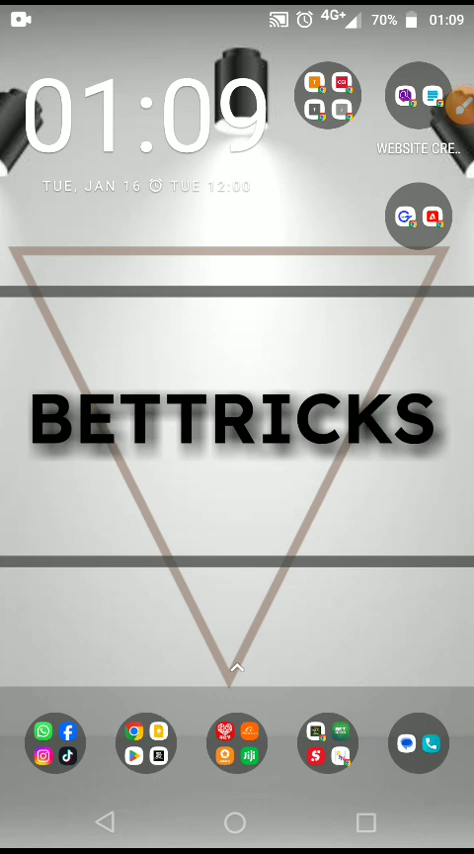 4G+ 70% 01:09
01:09
TUE, JAN 16 TUE 12:00
WEBSITE CRE..
BETTRICKS